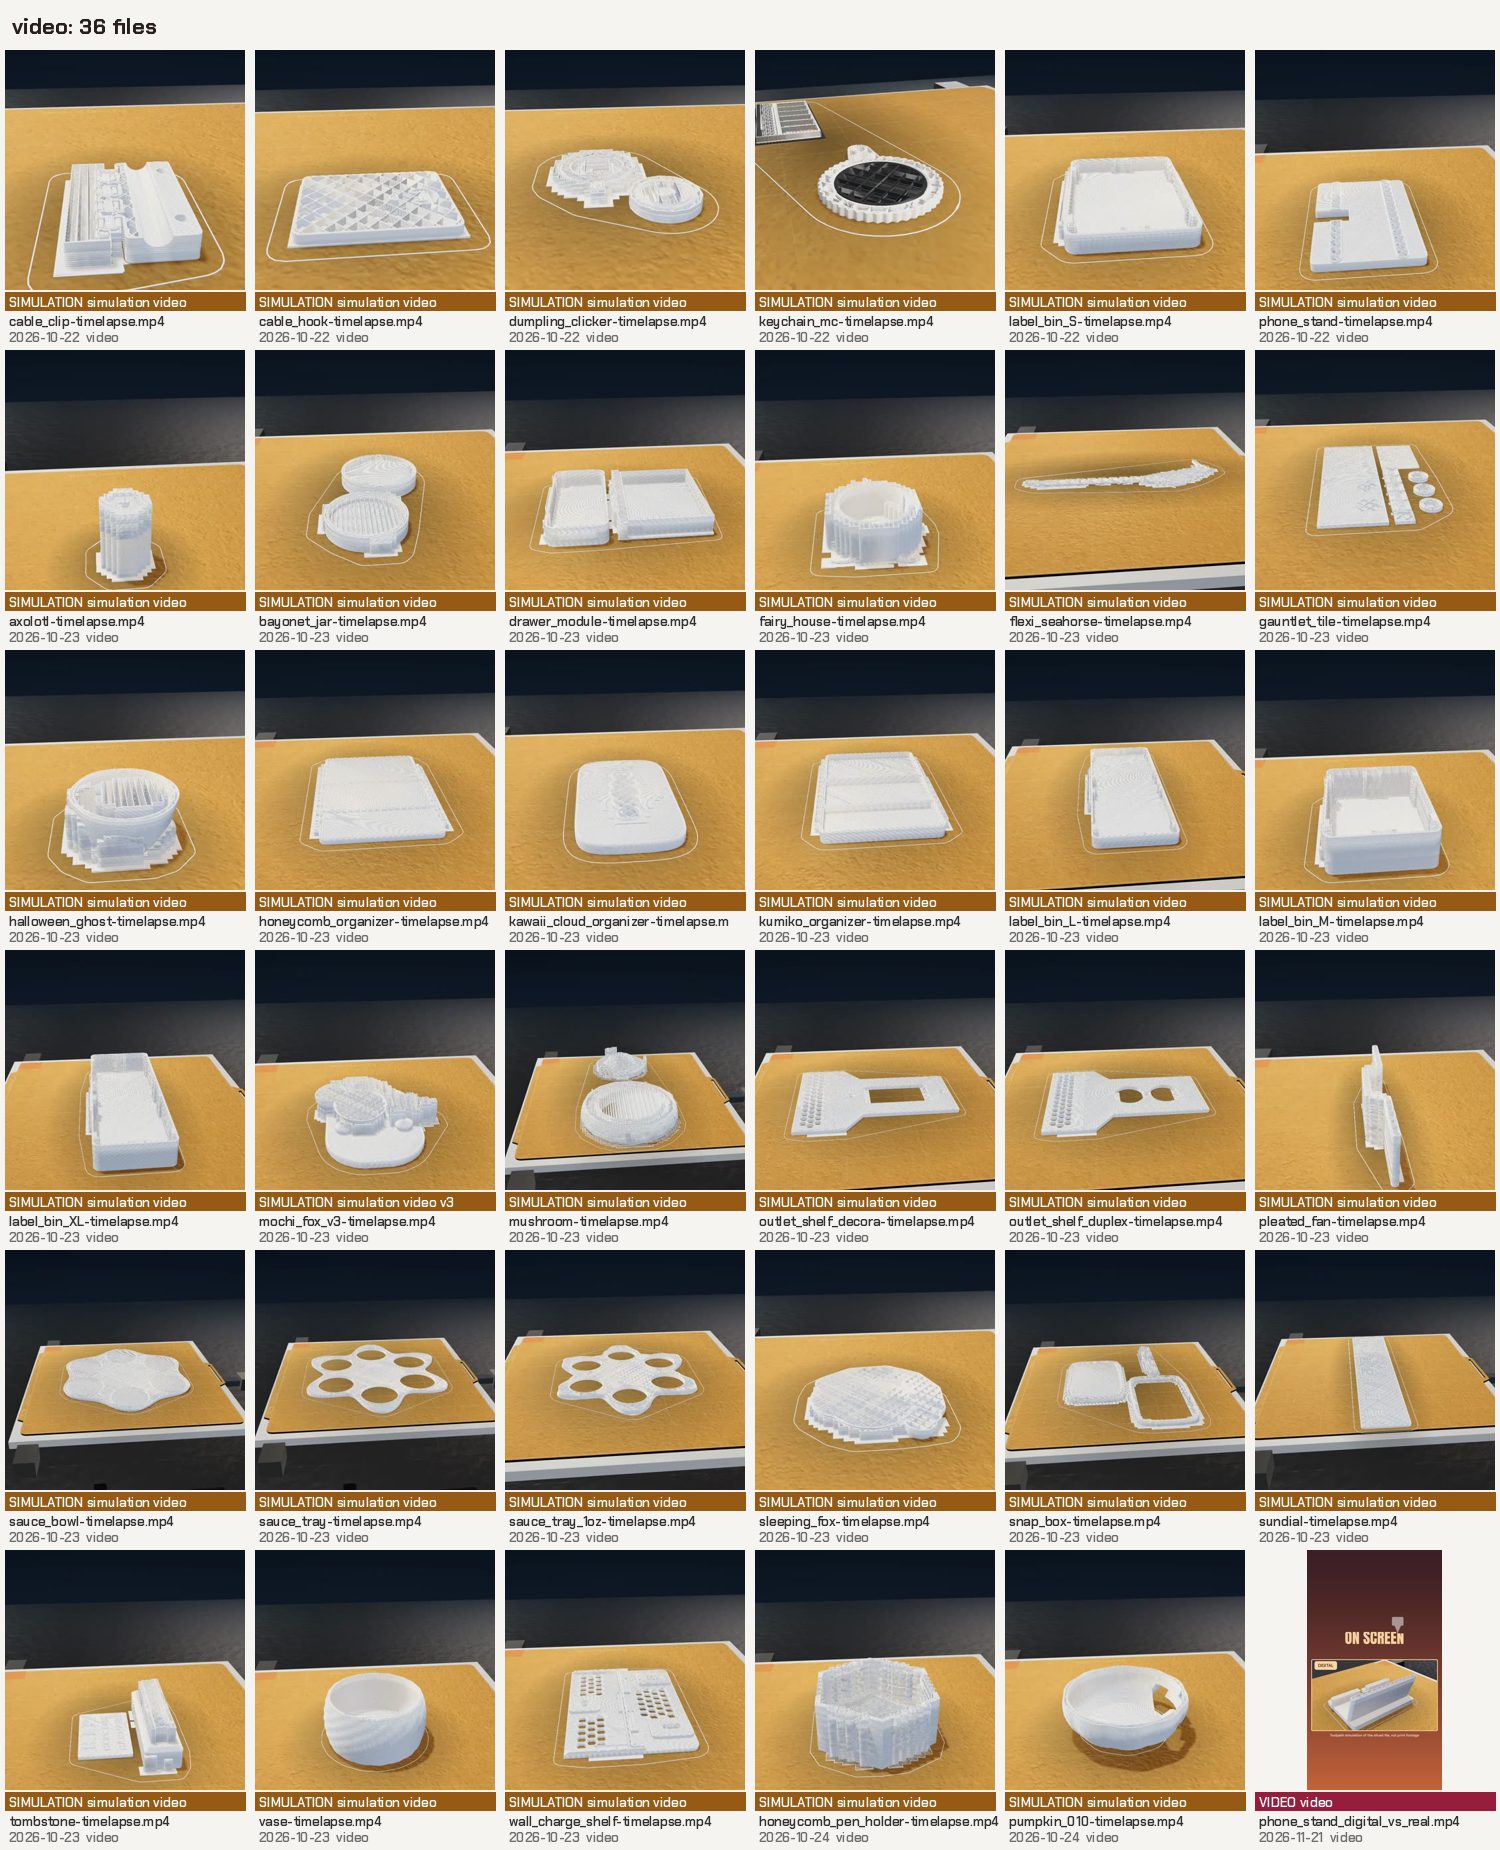 video: 36 files
SIMULATION simulation video
SIMULATION simulation video
SIMULATION simulation video
SIMULATION simulation video
SIMULATION simulation video
SIMULATION simulation video
cable_clip-timelapse.mp4
cable_hook-timelapse.mp4
dumpling_clicker-timelapse.mp4
keychain_mc-timelapse.mp4
label_bin_S-timelapse.mp4
phone_stand-timelapse.mp4
2026-10-22 video
2026-10-22 video
2026-10-22 video
2026-10-22 video
2026-10-22 video
2026-10-22 video
SIMULATION simulation video
SIMULATION simulation video
SIMULATION simulation video
SIMULATION simulation video
SIMULATION simulation video
SIMULATION simulation video
axolotl-timelapse.mp4
bayonet_jar-timelapse.mp4
drawer_module-timelapse.mp4
fairy_house-timelapse.mp4
flexi_seahorse-timelapse.mp4
gauntlet_tile-timelapse.mp4
2026-10-23 video
2026-10-23 video
2026-10-23 video
2026-10-23 video
2026-10-23 video
2026-10-23 video
SIMULATION simulation video
SIMULATION simulation video
SIMULATION simulation video
SIMULATION simulation video
SIMULATION simulation video
SIMULATION simulation video
halloween_ghost-timelapse.mp4
honeycomb_organizer-timelapse.mp4
kawaii_cloud_organizer-timelapse.m
kumiko_organizer-timelapse.mp4
label_bin_L-timelapse.mp4
label_bin_M-timelapse.mp4
2026-10-23 video
2026-10-23 video
2026-10-23 video
2026-10-23 video
2026-10-23 video
2026-10-23 video
SIMULATION simulation video
SIMULATION simulation video v3
SIMULATION simulation video
SIMULATION simulation video
SIMULATION simulation video
SIMULATION simulation video
label_bin_XL-timelapse.mp4
mochi_fox_v3-timelapse.mp4
mushroom-timelapse.mp4
outlet_shelf_decora-timelapse.mp4
outlet_shelf_duplex-timelapse.mp4
pleated_fan-timelapse.mp4
2026-10-23 video
2026-10-23 video
2026-10-23 video
2026-10-23 video
2026-10-23 video
2026-10-23 video
SIMULATION simulation video
SIMULATION simulation video
SIMULATION simulation video
SIMULATION simulation video
SIMULATION simulation video
SIMULATION simulation video
sauce_bowl-timelapse.mp4
sauce_tray-timelapse.mp4
sauce_tray_1oz-timelapse.mp4
sleeping_fox-timelapse.mp4
snap_box-timelapse.mp4
sundial-timelapse.mp4
2026-10-23 video
2026-10-23 video
2026-10-23 video
2026-10-23 video
2026-10-23 video
2026-10-23 video
ON SCREEN
DIGITAL
SIMULATION simulation video
SIMULATION simulation video
SIMULATION simulation video
SIMULATION simulation video
SIMULATION simulation video
VIDEO video
tombstone-timelapse.mp4
vase-timelapse.mp4
wall_charge_shelf-timelapse.mp4
honeycomb_pen_holder-timelapse.mp4
pumpkin_010-timelapse.mp4
phone_stand_digital_vs_real.mp4
2026-10-23 video
2026-10-23 video
2026-10-23 video
2026-10-24 video
2026-10-24 video
2026-11-21 video